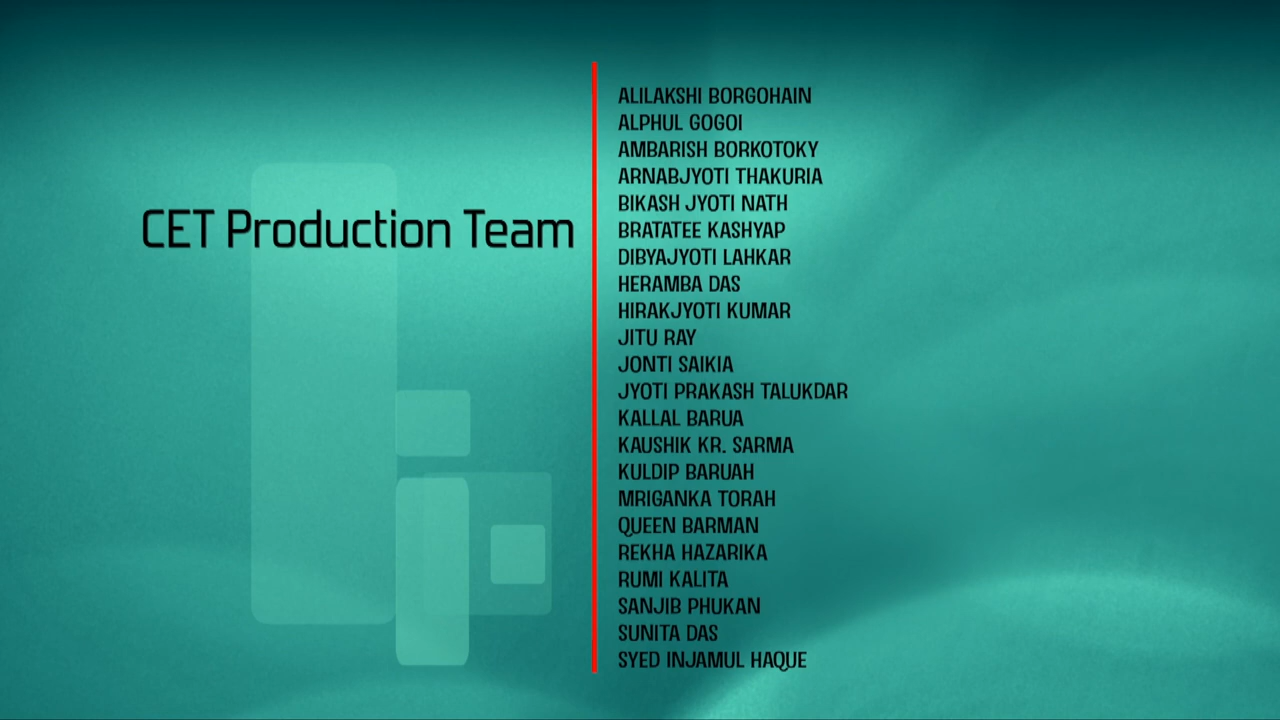 CET Production Team
ALILAKSHI BORGOHAIN
ALPHUL GOGOI
AMBARISH BORKOTOKY
ARNABJYOTI THAKURIA
BIKASH JYOTI NATH
BRATATEE KASHYAP
DIBYAJYOTI LAHKAR
HERAMBA DAS
HIRAKJYOTI KUMAR
JITU RAY
JONTI SAIKIA
JYOTI PRAKASH TALUKDAR
KALLAL BARUA
KAUSHIK KR. SARMA
KULDIP BARUAH
MRIGANKA TORAH
QUEEN BARMAN
REKHA HAZARIKA
RUMI KALITA
SANJIB PHUKAN
SUNITA DAS
SYED INJAMUL HAQUE